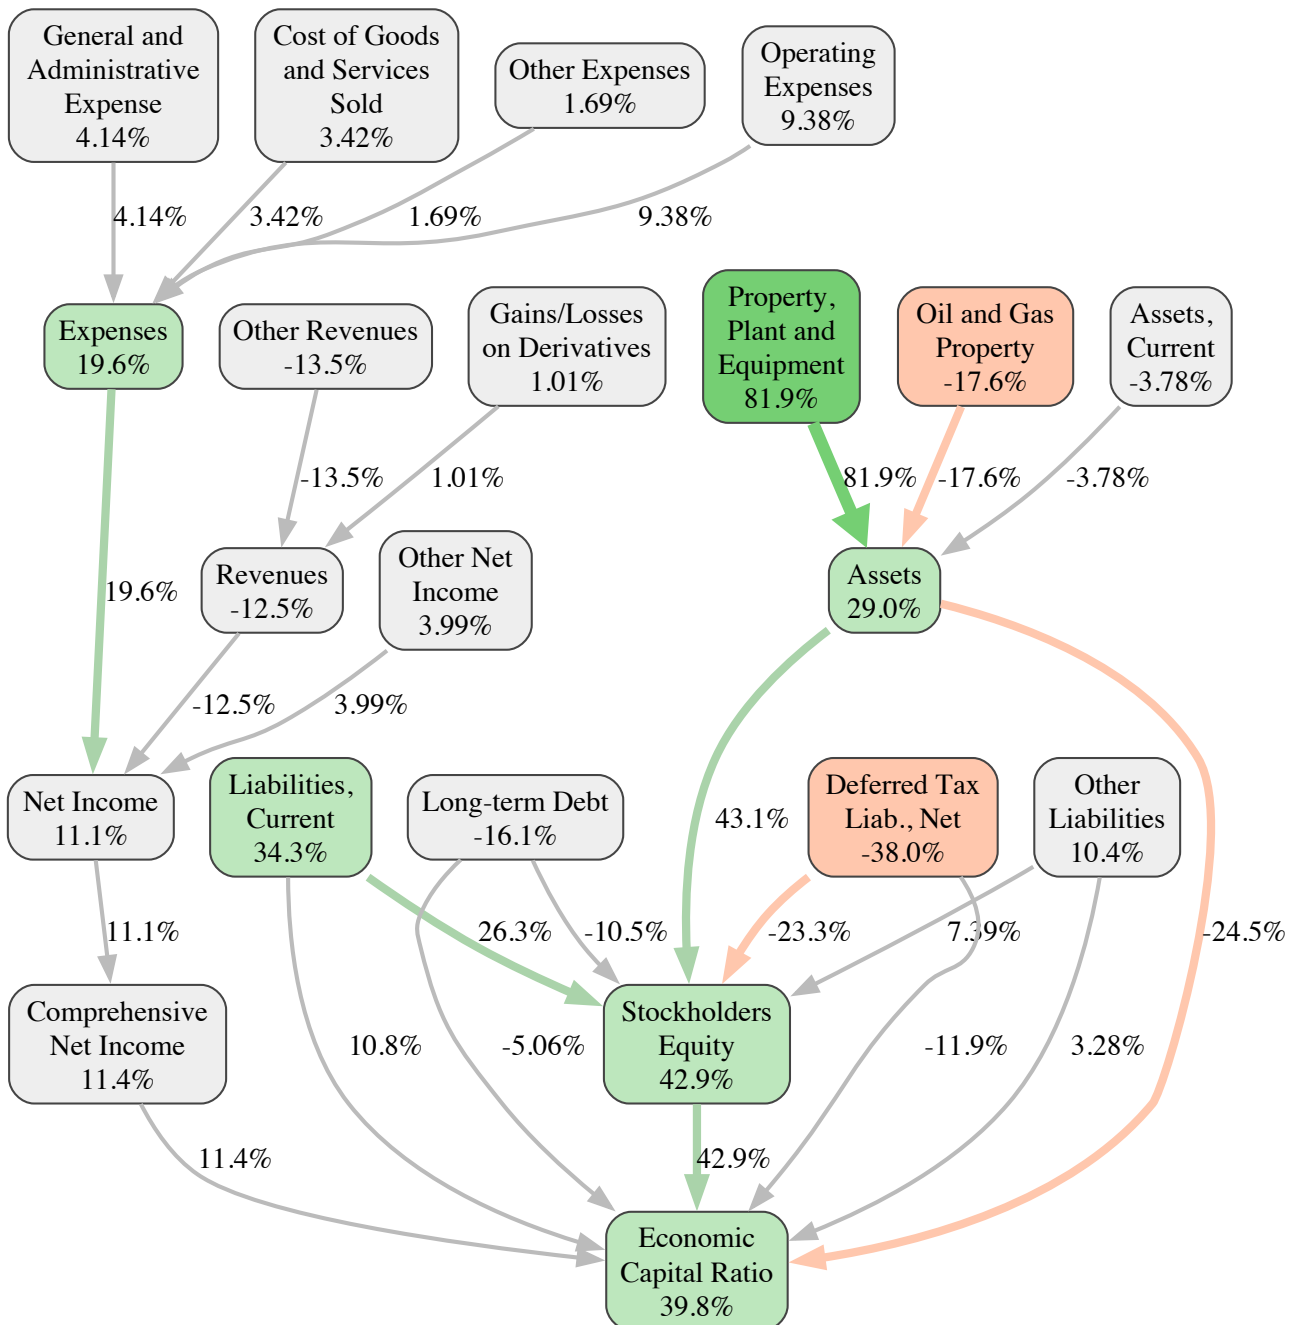 General and
Administrative
Expense
4.14%
Cost of Goods
and Services
Sold
3.42%
Other Expenses
1.69%
Operating
Expenses
9.38%
4.14%
3.42%
1.69%
9.38%
Expenses
19.6%
Other Revenues
-13.5%
Gains/Losses
on Derivatives
1.01%
Property,
Plant and
Equipment
81.9%
Oil and Gas
Property
-17.6%
Assets,
Current
-3.78%
-13.5%
1.01%
81.9%
-17.6%
-3.78%
19.6%
Revenues
-12.5%
Other Net
Income
3.99%
Assets
29.0%
-12.5%
3.99%
Net Income
11.1%
Liabilities,
Current
34.3%
Long-term Debt
-16.1%
43.1%
Deferred Tax
Liab., Net
-38.0%
Other
Liabilities
10.4%
11.1%
26.3%
-10.5%
-23.3%
7.39%
-24.5%
Comprehensive
Net Income
11.4%
10.8%
-5.06%
Stockholders
Equity
42.9%
-11.9%
3.28%
11.4%
42.9%
Economic
Capital Ratio
39.8%